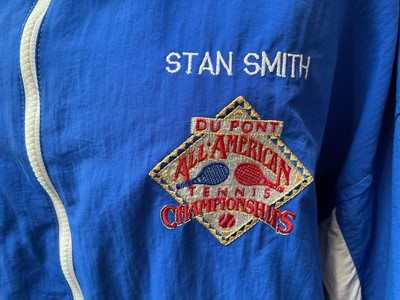 STAN SMITH
DU PONT
ALL-AMERICAN
TENNIS
CHAMPIONSHIPS